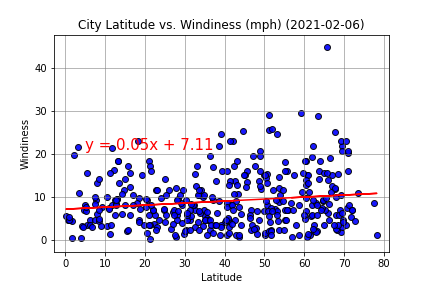 City Latitude vs. Windiness (mph) (2021-02-06)
40
30
20
10
0
Windiness
y = 0.05x + 7.11
0 10 20 30 40 50 60 70 80
Latitude